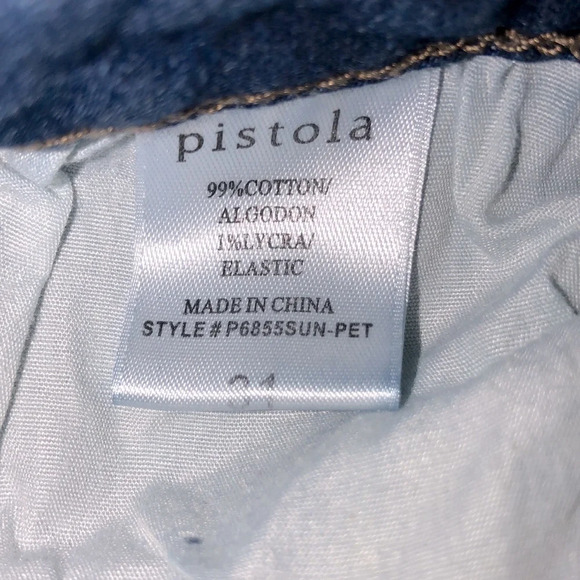 pistola
99%COTTON/
ALGODON
1%LYCRA/
ELASTIC
MADE IN CHINA
STYLE#P6855SUN-PET